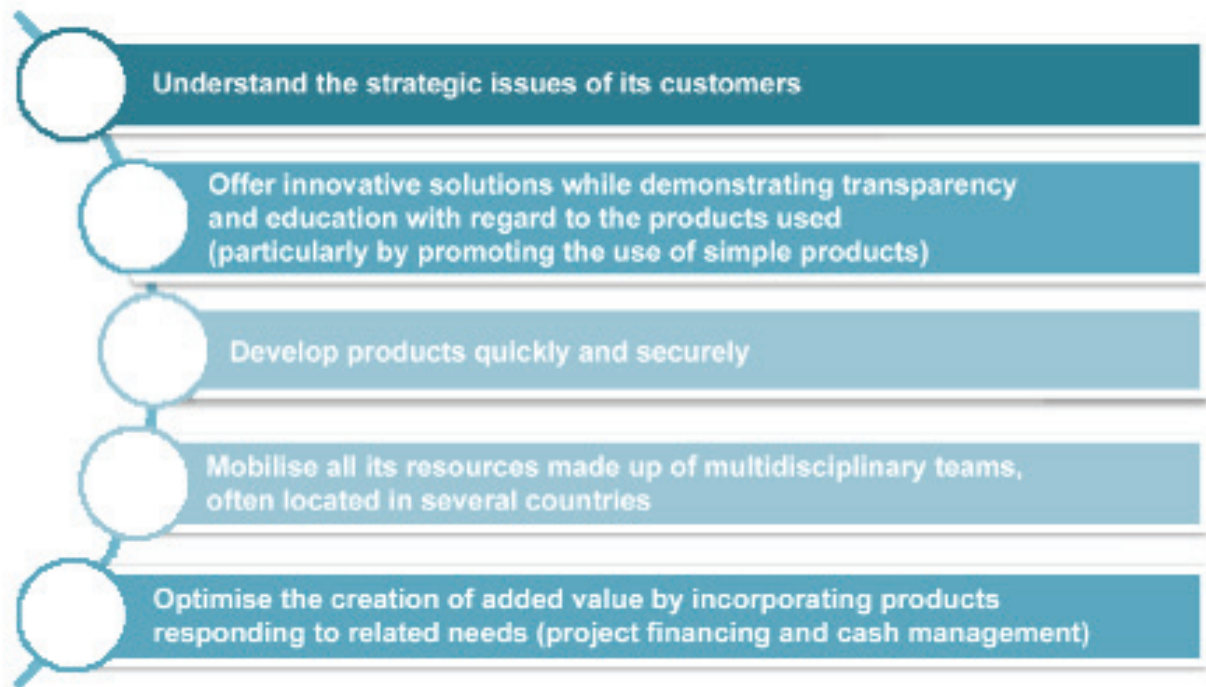 Understand the strategic issues of its customers
Offer innovative solutions while demonstrating transparency
and education with regard to the products used
(particularly by promoting the use of simple products)
Develop products quickly and securely
Mobilise all its resources made up of multidisciplinary teams,
often located in several countries
Optimise the creation of added value by incorporating products
responding to related needs (project financing and cash management)